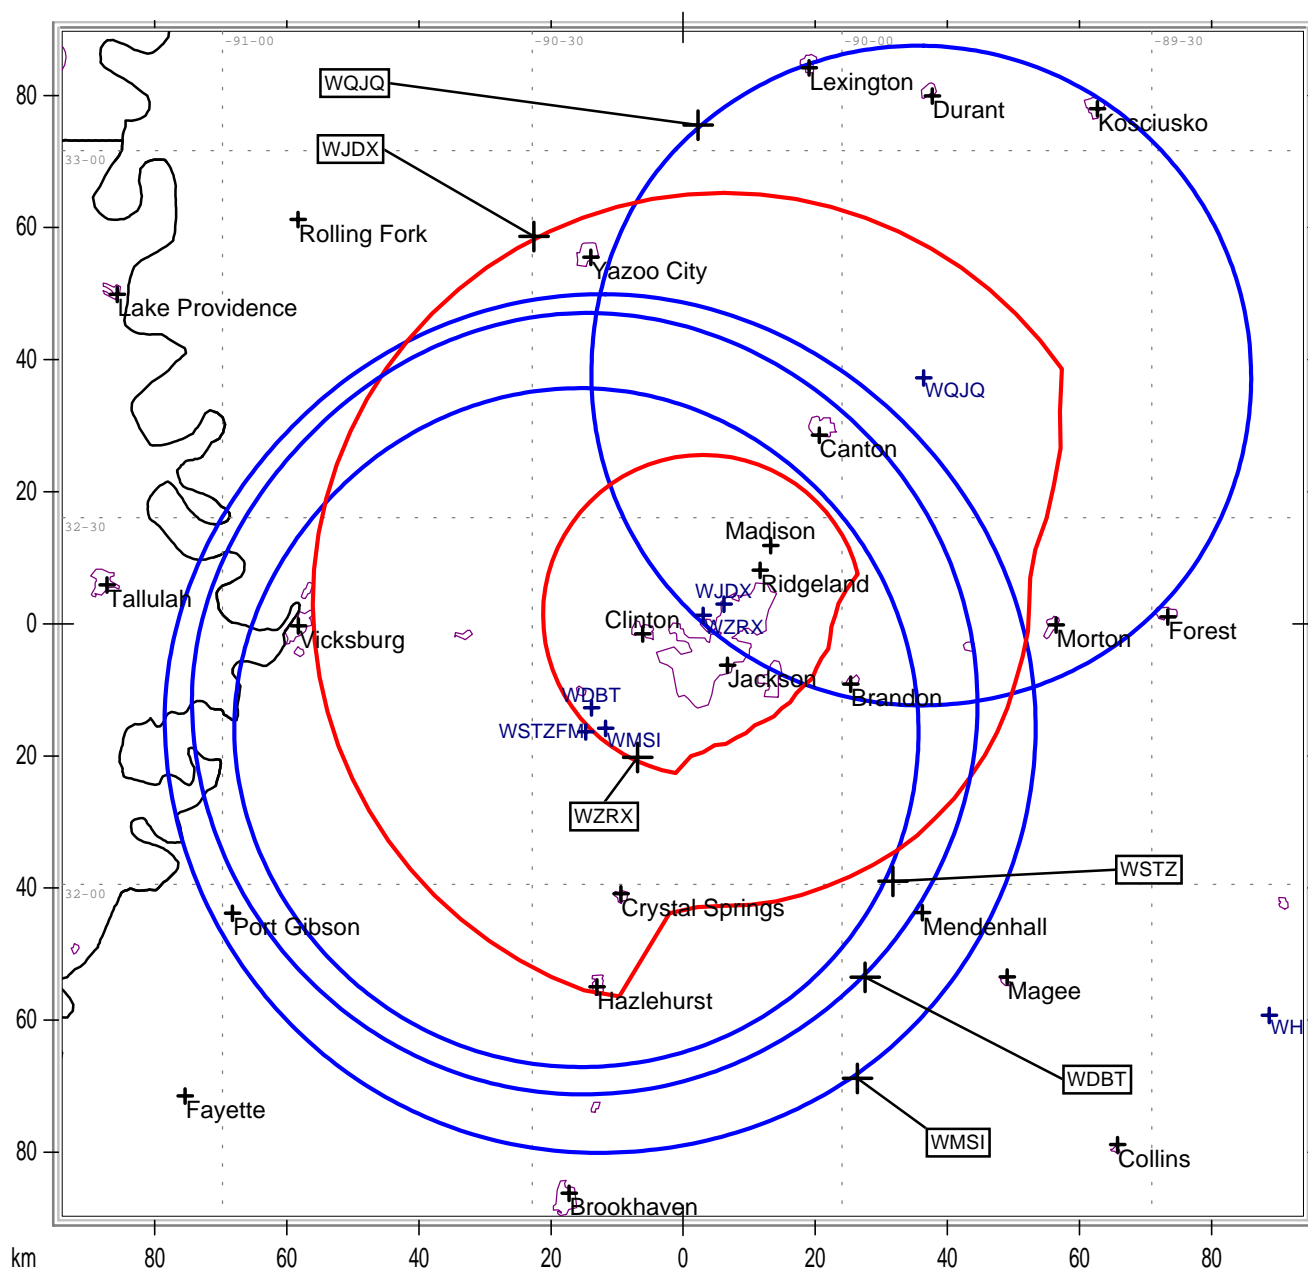 -91-00
-90-30
-90-00
-89-30
WQJQ
Lexington
80
Durant
Kosciusko
WJDX
33-00
60
Rolling Fork
Yazoo City
Lake Providence
40
WQJQ
Canton
20
32-30
Madison
Ridgeland
Tallulah
WJDX
Clinton
WZRX
0
Vicksburg
Morton
Forest
Jackson
WDBT
Brandon
WSTZFM
WMSI
20
WZRX
WSTZ
40
32-00
Crystal Springs
Port Gibson
Mendenhall
Magee
Hazlehurst
60
WH
WDBT
Fayette
WMSI
80
Collins
Brookhaven
km
80
60
40
20
0
20
40
60
80